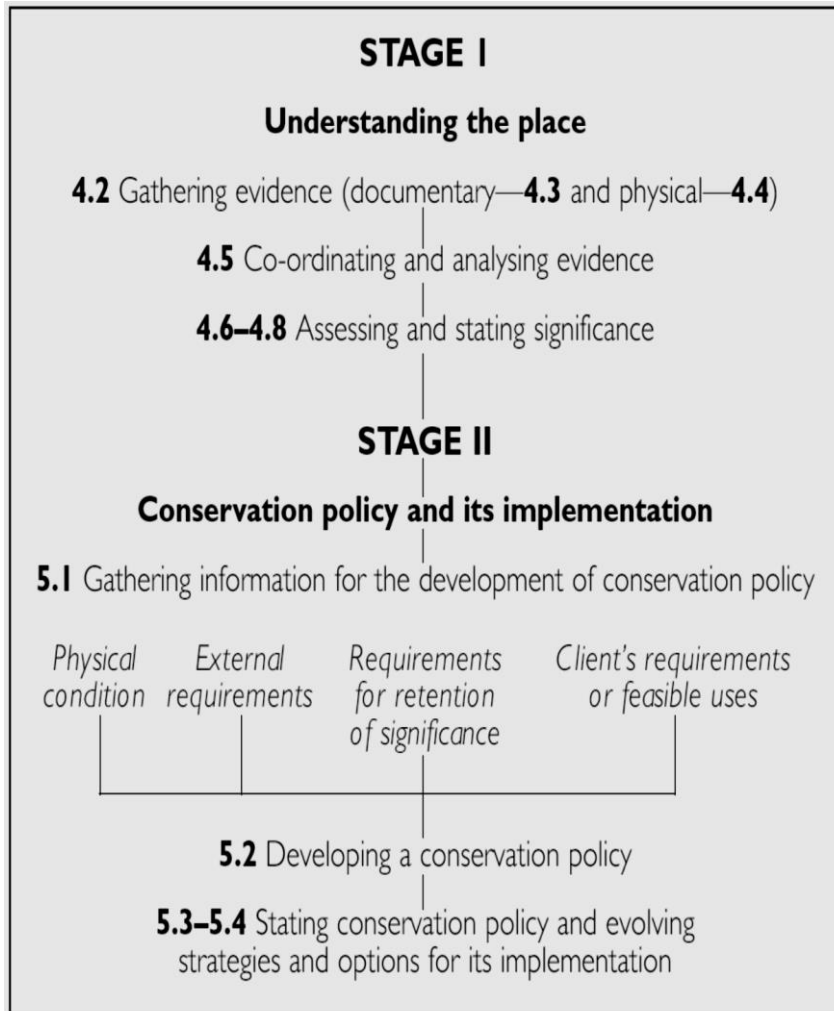 STAGE I
Understanding the place
4.2 Gathering evidence (documentary—4.3 and physical—4.4)
4.5 Co-ordinating and analysing evidence
4.6–4.8 Assessing and stating significance
STAGE II
Conservation policy and its implementation
5.1 Gathering information for the development of conservation policy
Physical
condition
External
requirements
Requirements
for retention
of significance
Client's requirements
or feasible uses
5.2 Developing a conservation policy
5.3–5.4 Stating conservation policy and evolving
strategies and options for its implementation